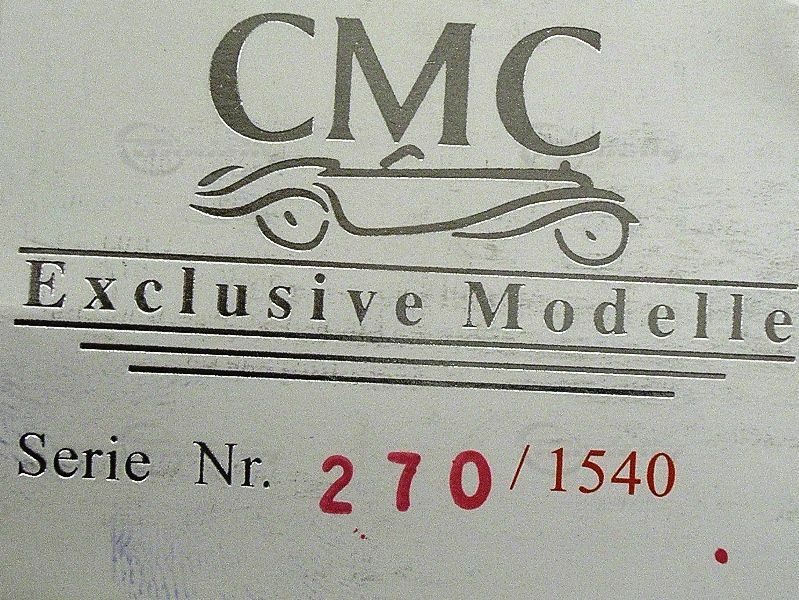 CMC
Exclusive Modelle
Serie Nr. 270/1540